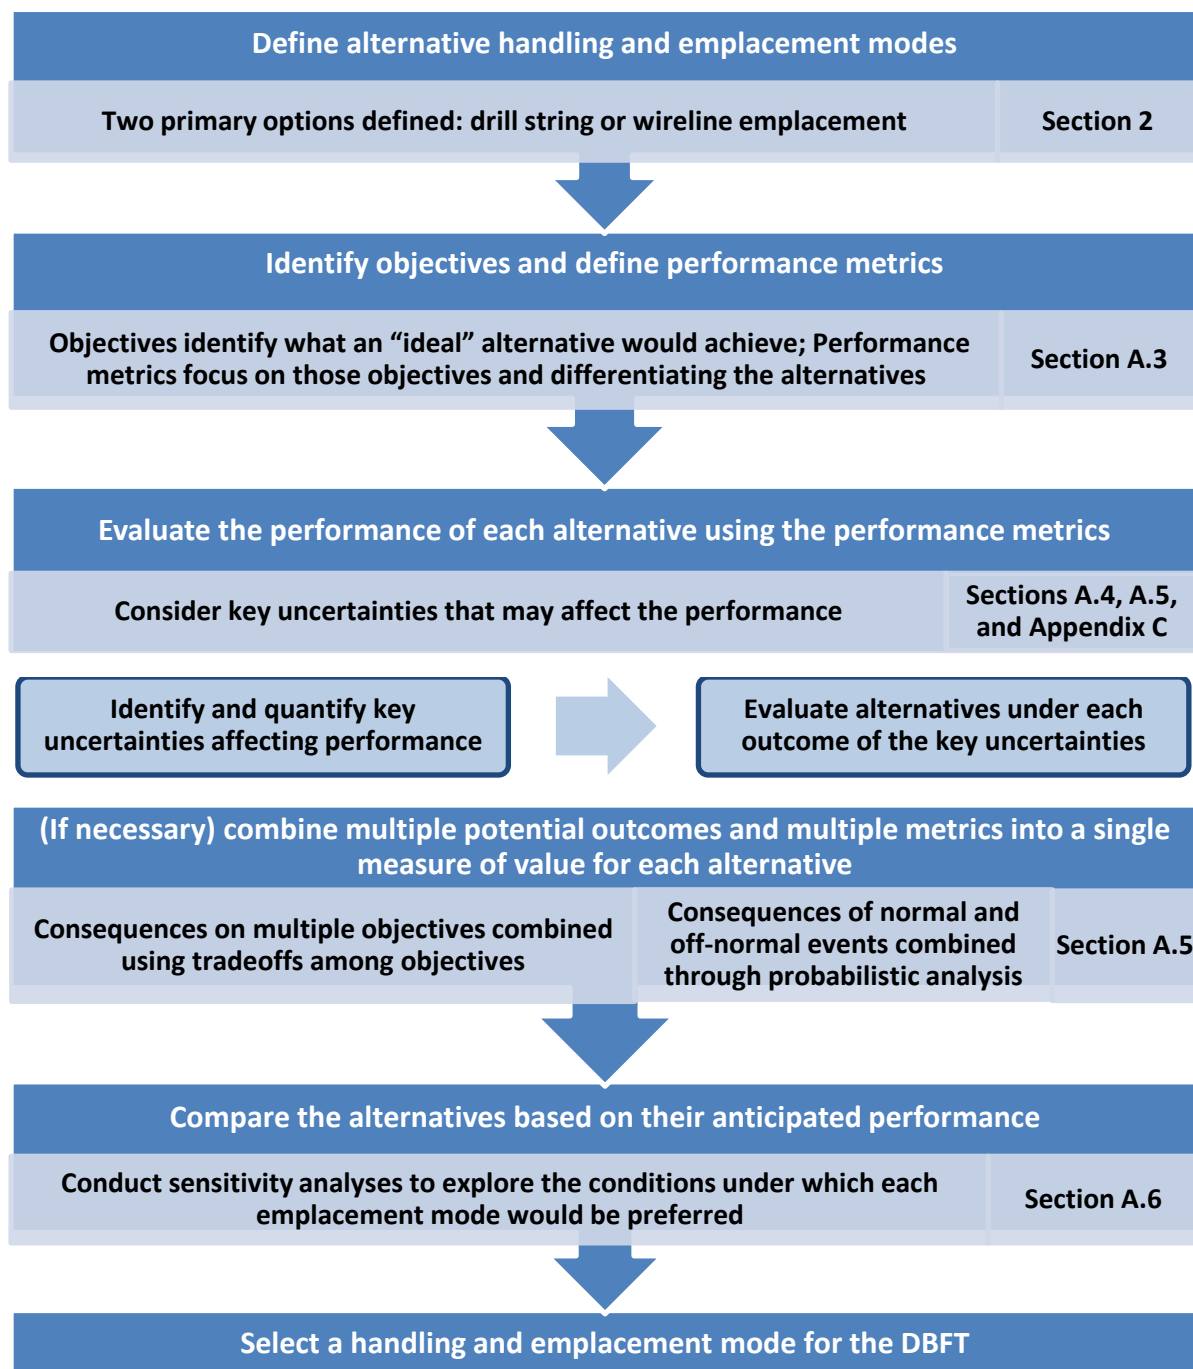 Define alternative handling and emplacement modes
Two primary options defined: drill string or wireline emplacement
Section 2
Identify objectives and define performance metrics
Objectives identify what an “ideal” alternative would achieve; Performance
metrics focus on those objectives and differentiating the alternatives
Section A.3
Evaluate the performance of each alternative using the performance metrics
Consider key uncertainties that may affect the performance
Sections A.4, A.5,
and Appendix C
Identify and quantify key
uncertainties affecting performance
Evaluate alternatives under each
outcome of the key uncertainties
(If necessary) combine multiple potential outcomes and multiple metrics into a single
measure of value for each alternative
Consequences on multiple objectives combined
using tradeoffs among objectives
Consequences of normal and
off-normal events combined
through probabilistic analysis
Section A.5
Compare the alternatives based on their anticipated performance
Conduct sensitivity analyses to explore the conditions under which each
emplacement mode would be preferred
Section A.6
Select a handling and emplacement mode for the DBFT